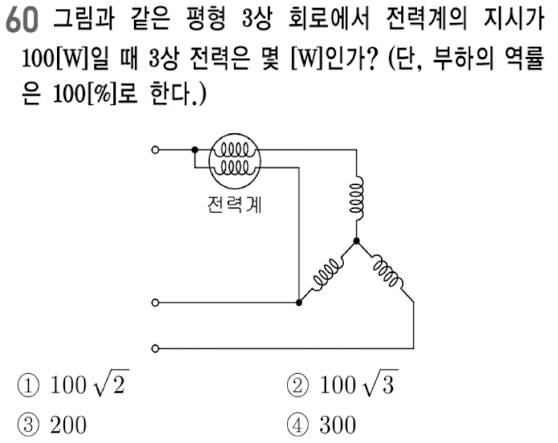 60 그림과 같은 평형 3상 회로에서 전력계의 지시가
100[W]일 때 3상 전력은 몇 [W]인가? (단, 부하의 역률
은 100[%]로 한다.)
전력계
① 100√2 ② 100√3
③ 200 ④ 300